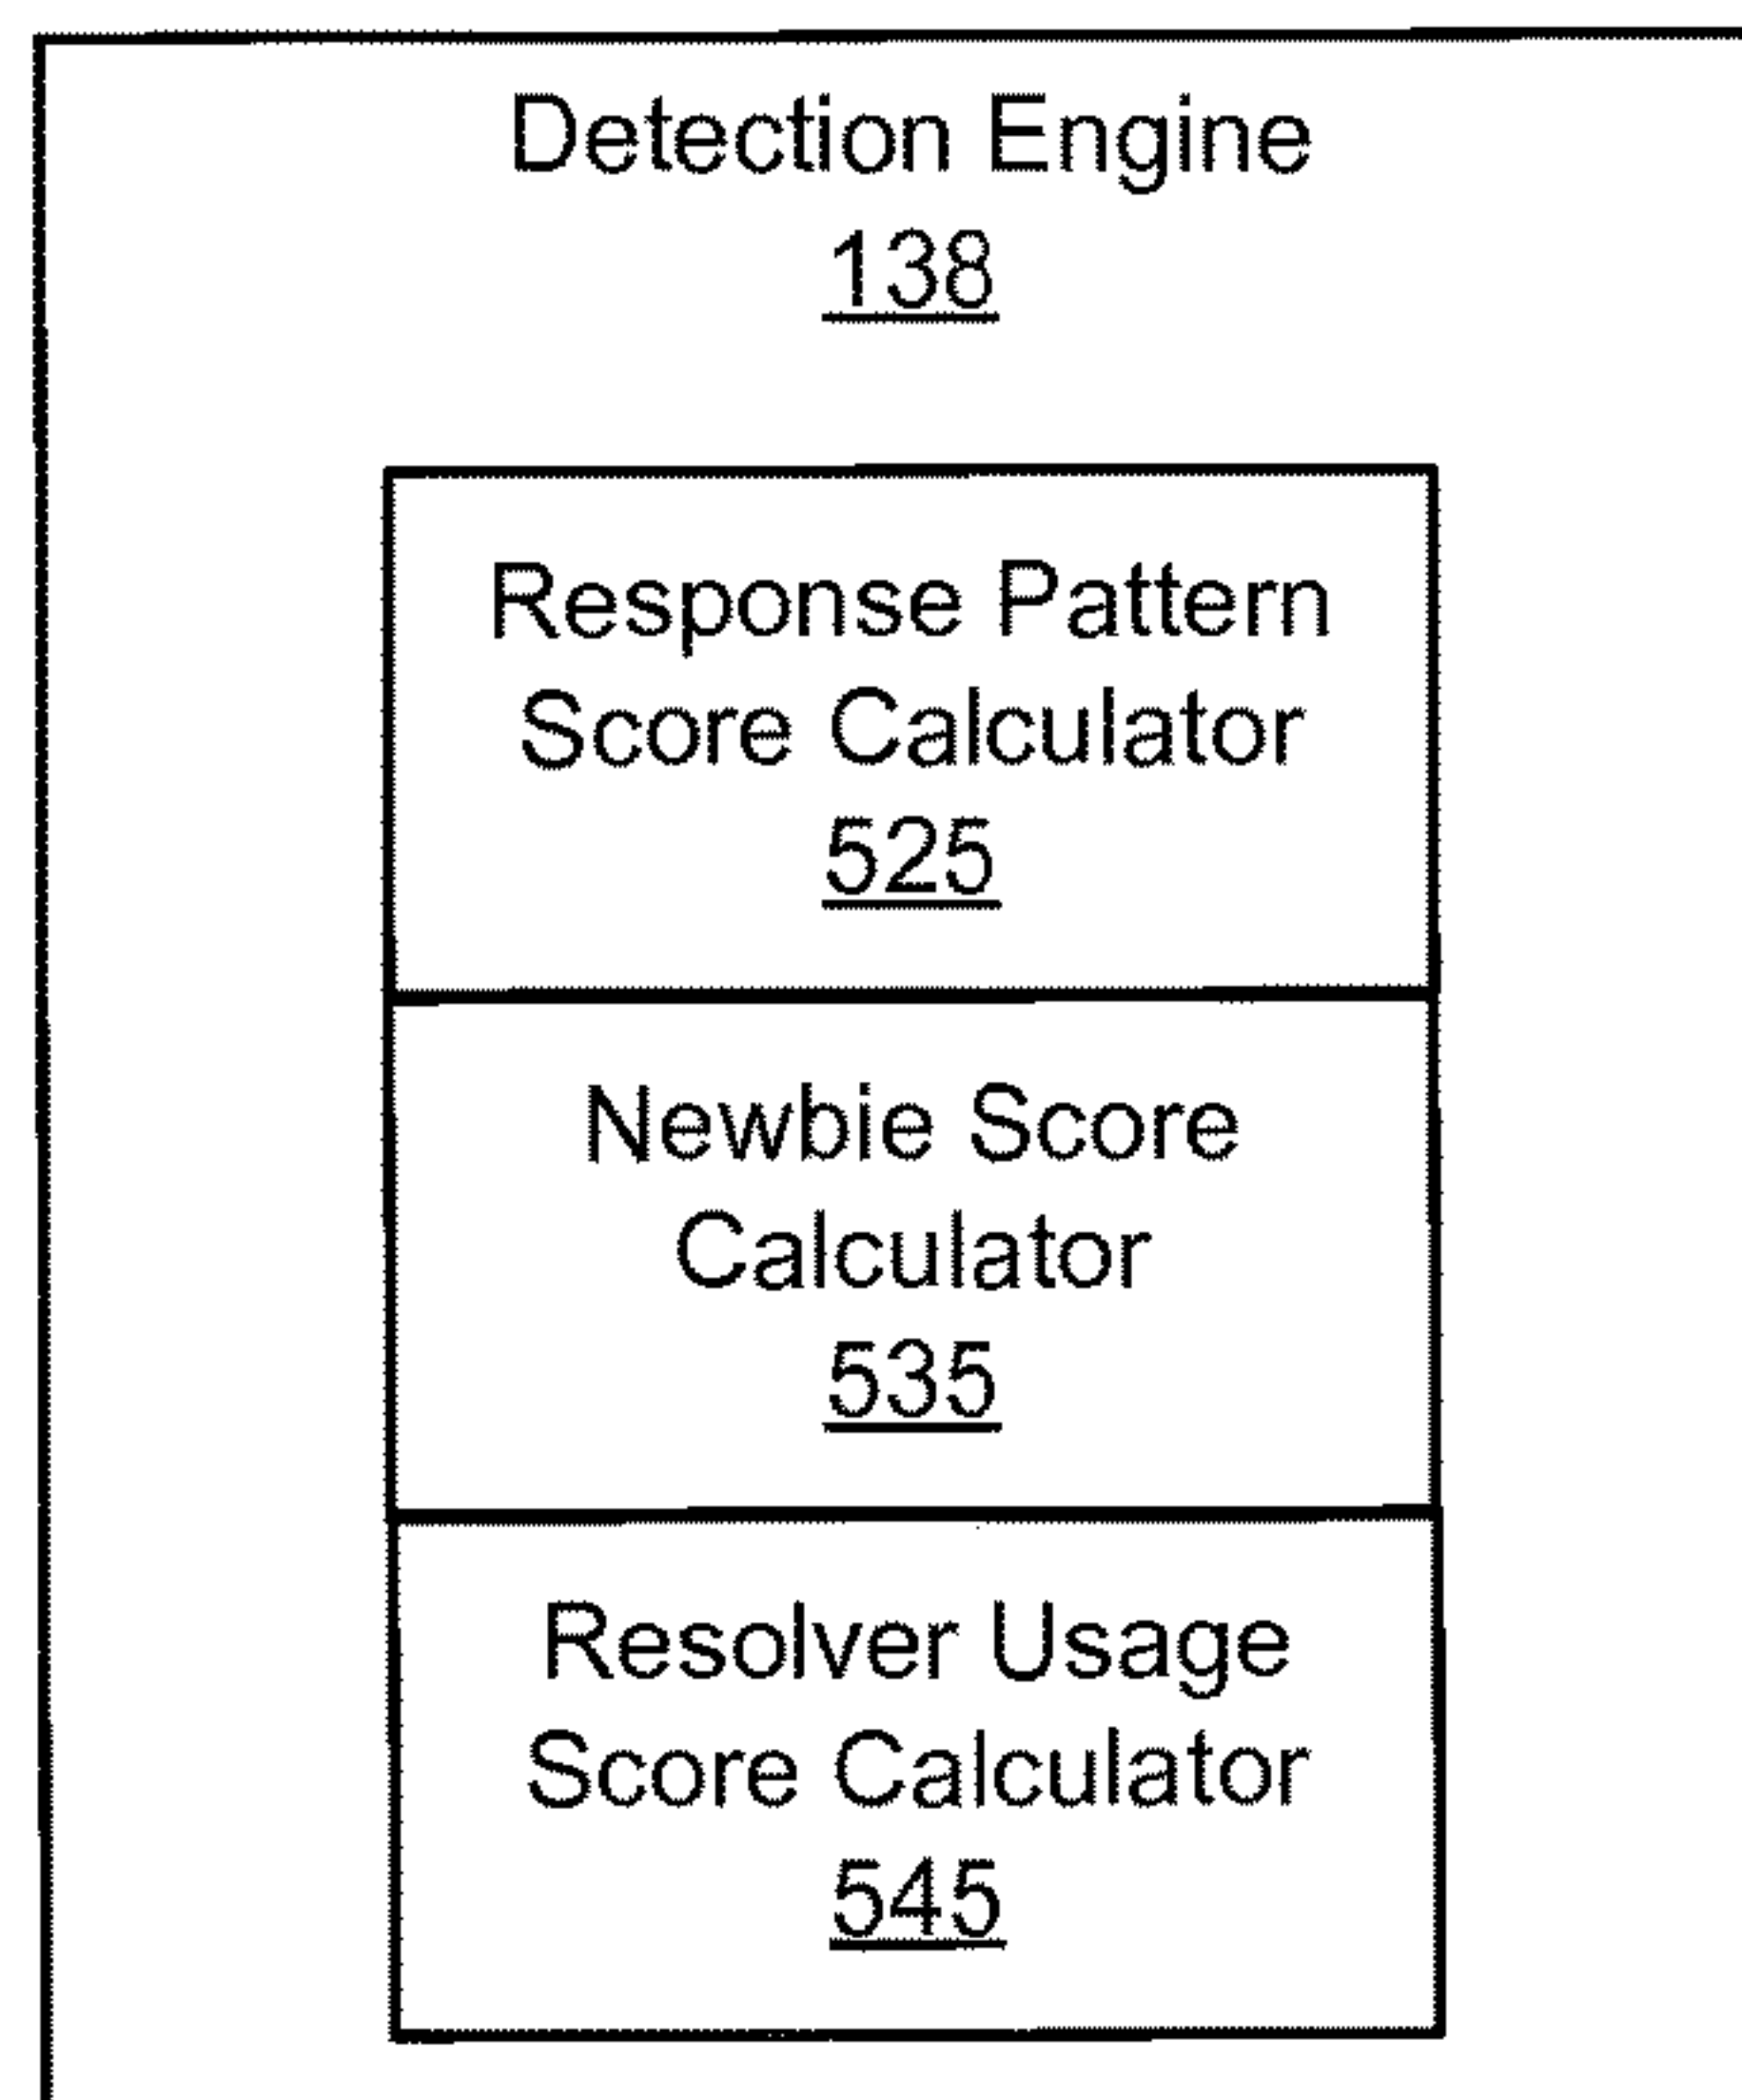 Detection Engine
138
Response Pattern
Score Calculator
525
Newbie Score
Calculator
535
Resolver Usage
Score Calculator
545